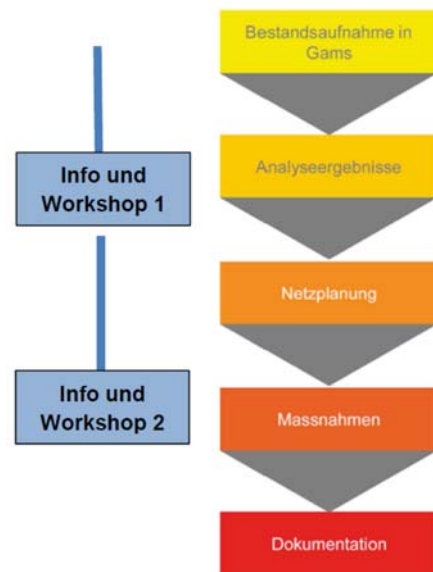 Bestandsaufnahme in
Gams
Info und
Workshop 1
Analyseergebnisse
Netzplanung
Info und
Workshop 2
Massnahmen
Dokumentation